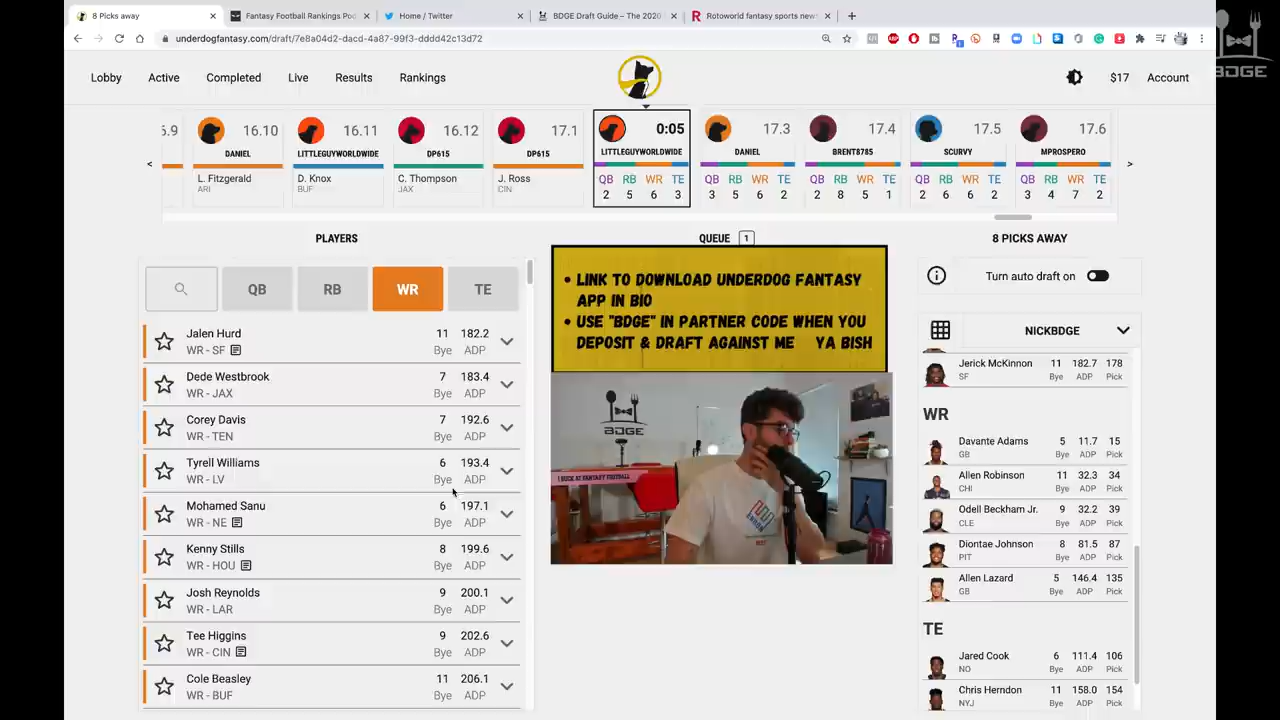 8 Picks away
Fantasy Football Rankings Pod
Home / Twitter
BDGE Draft Guide – The 2020
Rotoworld fantasy sports news
underdogfantasy.com/draft/7e8a04d2-dacd-4a87-99f3-dddd42c13d72
BDGE
Lobby Active Completed Live Results Rankings
$17 Account
16.10 16.11 16.12 17.1 0:05 17.3 17.4 17.5 17.6
DANIEL LITTLEGUYWORLDWIDE DP615 DP615 LITTLEGUYWORLDWIDE DANIEL BRENT8785 SCURVY MPROSPERO
L. Fitzgerald D. Knox C. Thompson J. Ross
ARI BUF JAX CIN
QB RB WR TE QB RB WR TE QB RB WR TE QB RB WR TE QB RB WR TE
2 5 6 3 3 5 6 2 2 8 5 1 2 6 6 2 3 4 7 2
PLAYERS
QB RB WR TE
Jalen Hurd 11 182.2
WR - SF Bye ADP
Dede Westbrook 7 183.4
WR - JAX Bye ADP
Corey Davis 7 192.6
WR - TEN Bye ADP
Tyrell Williams 6 193.4
WR - LV Bye ADP
Mohamed Sanu 6 197.1
WR - NE Bye ADP
Kenny Stills 8 199.6
WR - HOU Bye ADP
Josh Reynolds 9 200.1
WR - LAR Bye ADP
Tee Higgins 9 202.6
WR - CIN Bye ADP
Cole Beasley 11 206.1
WR - BUF Bye ADP
QUEUE 1
• LINK TO DOWNLOAD UNDERDOG FANTASY
APP IN BIO
• USE "BDGE" IN PARTNER CODE WHEN YOU
DEPOSIT & DRAFT AGAINST ME YA BISH
BDGE
I SUCK AT FANTASY FOOTBALL
8 PICKS AWAY
Turn auto draft on
NICKBDGE
Jerick McKinnon 11 182.7 178
SF Bye ADP Pick
WR
Davante Adams 5 11.7 15
GB Bye ADP Pick
Allen Robinson 11 32.3 34
CHI Bye ADP Pick
Odell Beckham Jr. 9 32.2 39
CLE Bye ADP Pick
Diontae Johnson 8 81.5 87
PIT Bye ADP Pick
Allen Lazard 5 146.4 135
GB Bye ADP Pick
TE
Jared Cook 6 111.4 106
NO Bye ADP Pick
Chris Herndon 11 158.0 154
NYJ Bye ADP Pick